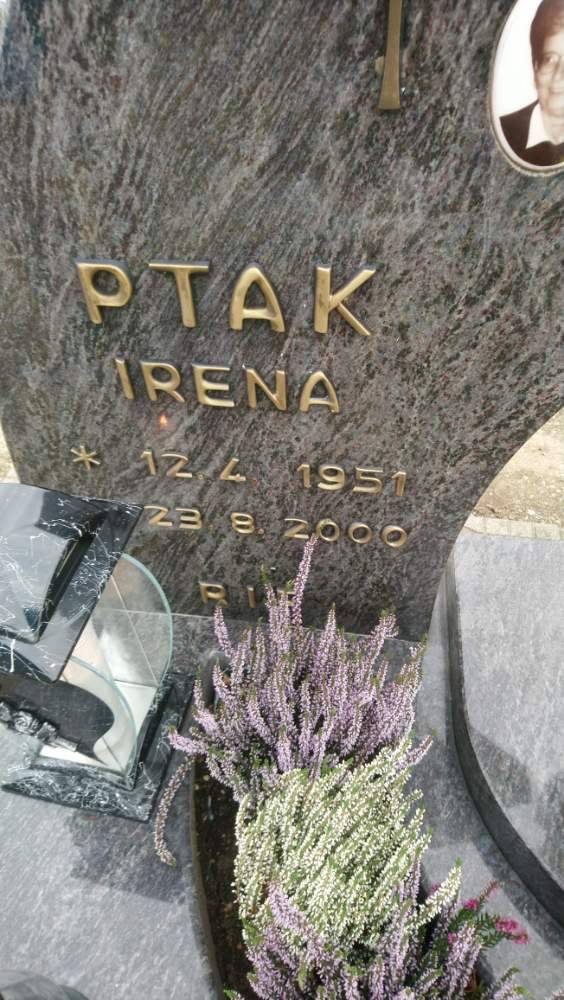 PTAK
IRENA
* 12. 4. 1951
23. 8. 2000
R I P